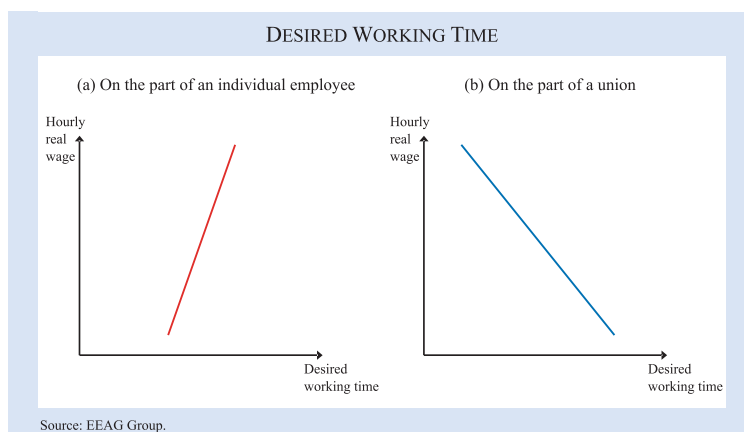 DESIRED WORKING TIME
(a) On the part of an individual employee
Hourly
real
wage
Desired
working time
(b) On the part of a union
Hourly
real
wage
Desired
working time
Source: EEAG Group.